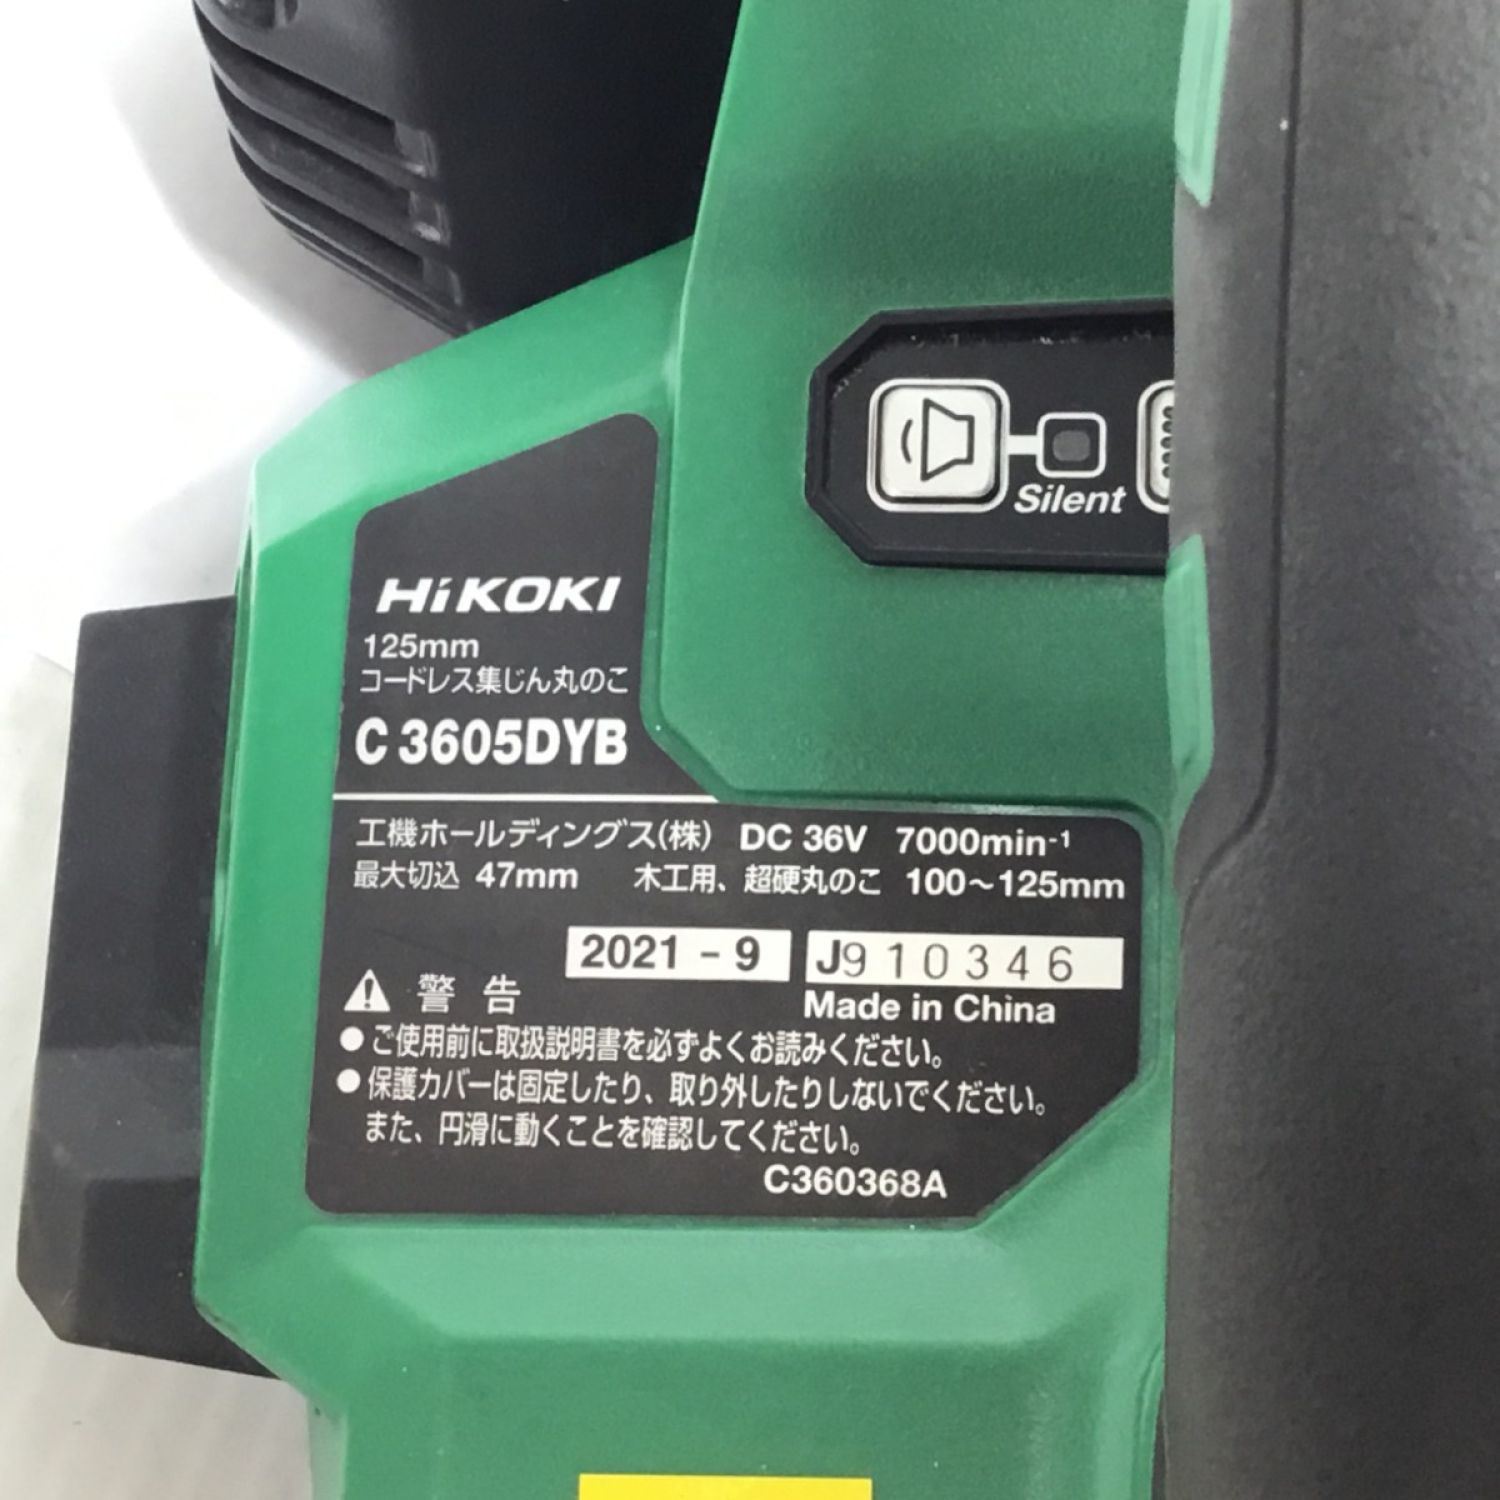 Silent
HiKOKI
125mm
コードレス集じん丸のこ
C 3605DYB
工機ホールディングス(株) DC 36V 7000min-1
最大切込 47mm 木工用、超硬丸のこ 100～125mm
2021 - 9 J910346
警 告 Made in China
●ご使用前に取扱説明書を必ずよくお読みください。
●保護カバーは固定したり、取り外したりしないでください。
また、円滑に動くことを確認してください。
C360368A